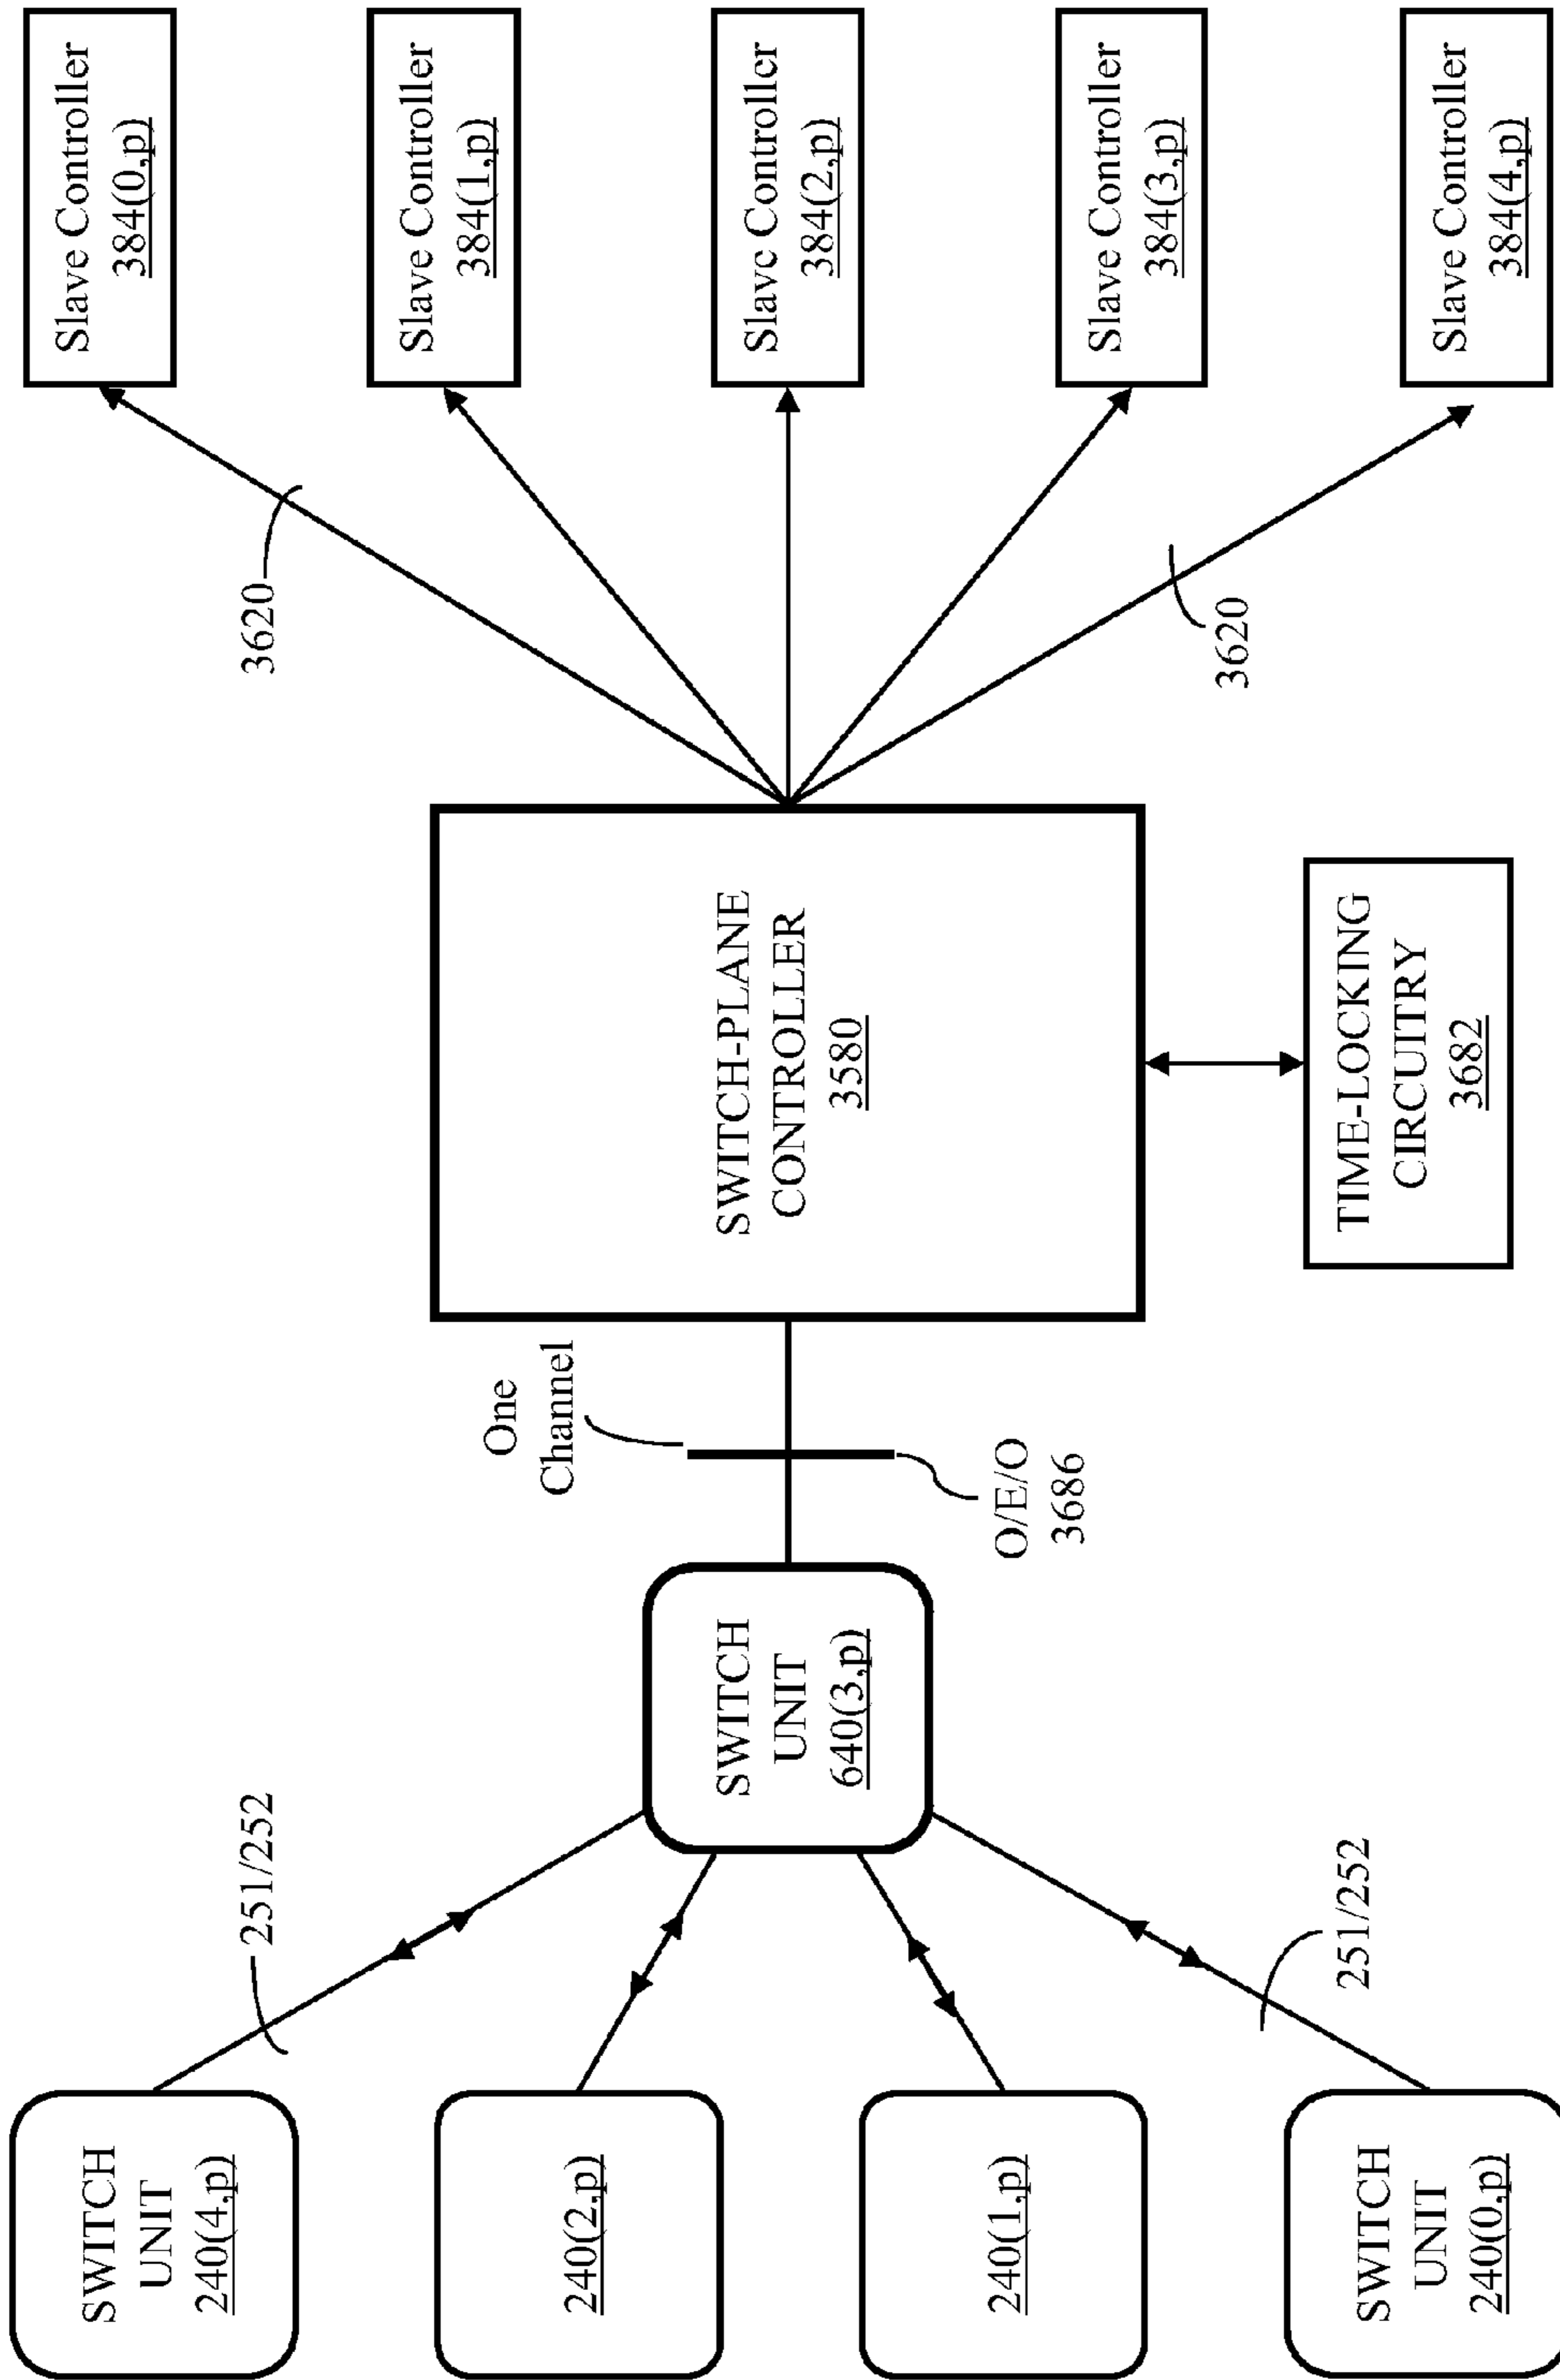 SWITCH
UNIT
240(0,p)
240(1,p)
240(2,p)
SWITCH
UNIT
240(4,p)
251/252
251/252
SWITCH
UNIT
640(3,p)
O/E/O
3686
One
Channel
TIME-LOCKING
CIRCUITRY
3682
SWITCH-PLANE
CONTROLLER
3580
3620
3620
Slave Controller
384(4,p)
Slave Controller
384(3,p)
Slave Controller
384(2,p)
Slave Controller
384(1,p)
Slave Controller
384(0,p)